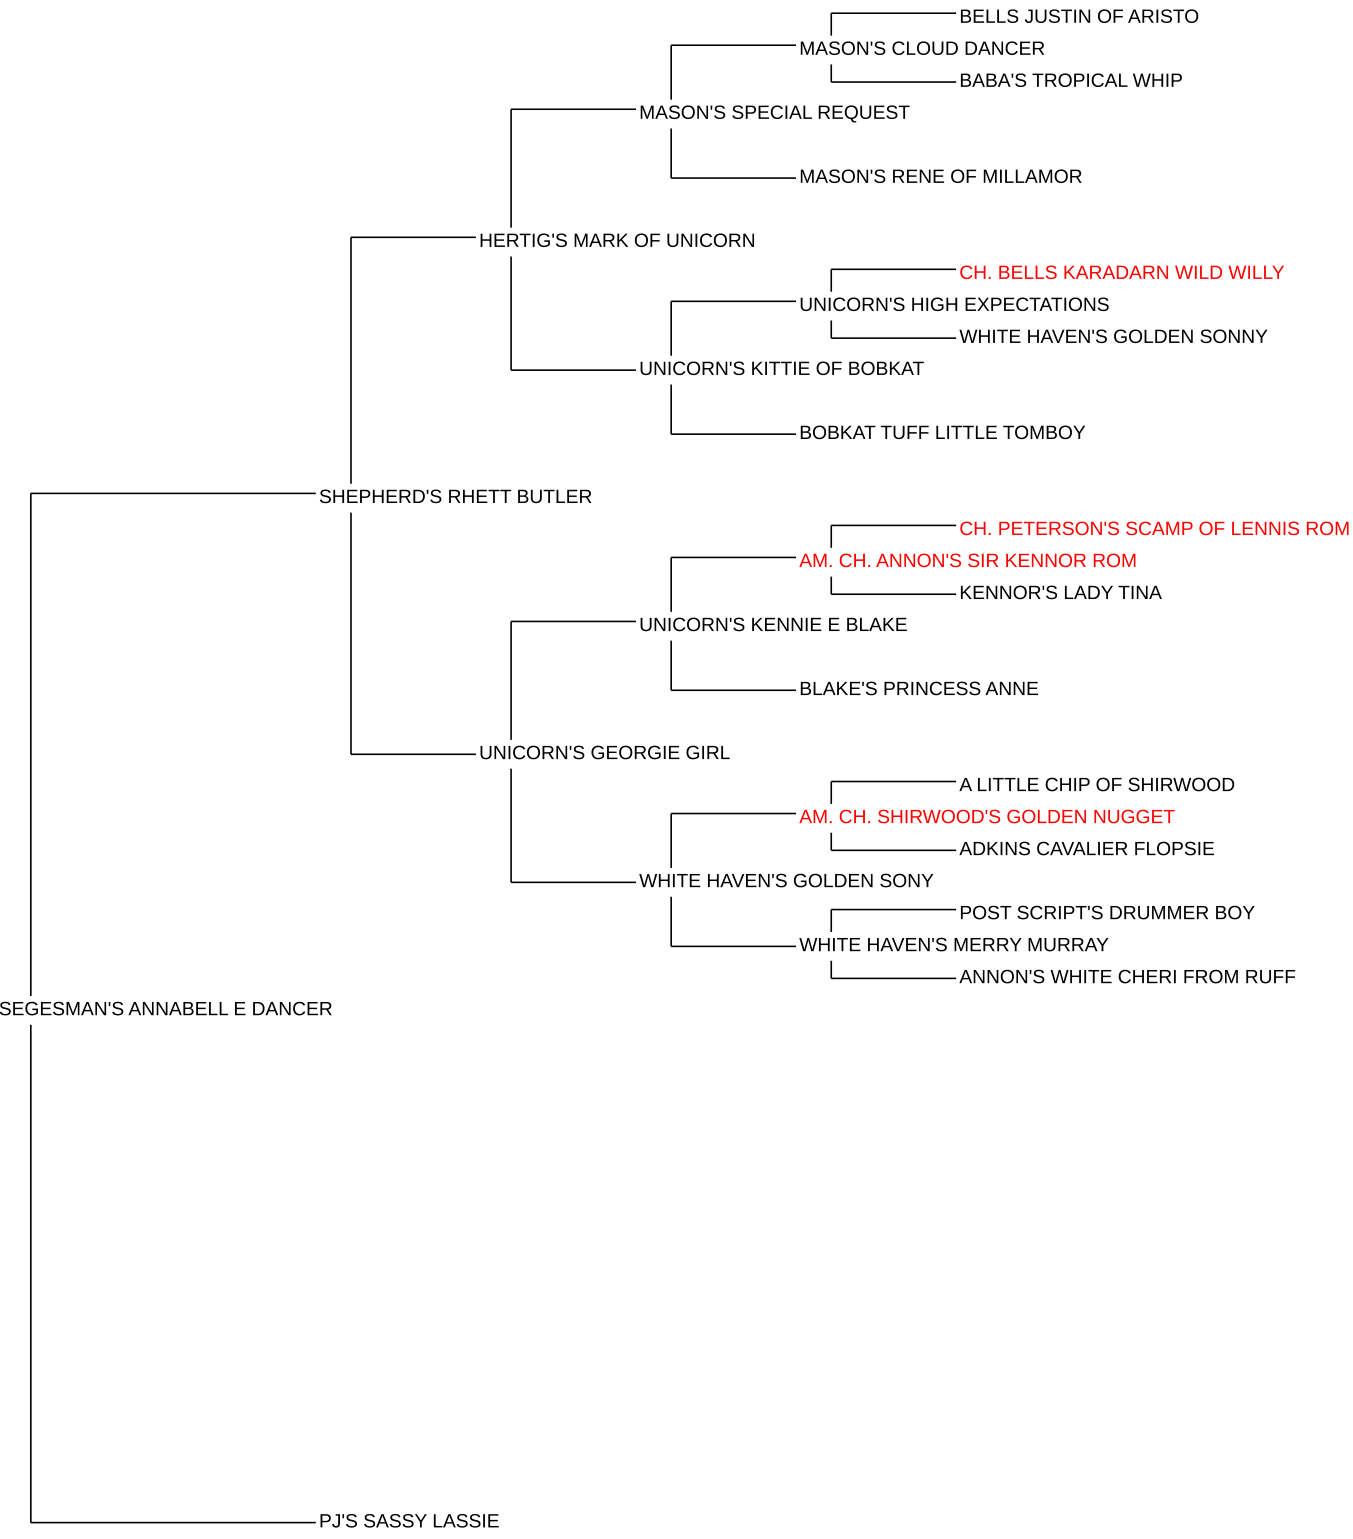 BELLS JUSTIN OF ARISTO
MASON'S CLOUD DANCER
BABA'S TROPICAL WHIP
MASON'S SPECIAL REQUEST
MASON'S RENE OF MILLAMOR
HERTIG'S MARK OF UNICORN
CH. BELLS KARADARN WILD WILLY
UNICORN'S HIGH EXPECTATIONS
WHITE HAVEN'S GOLDEN SONNY
UNICORN'S KITTIE OF BOBKAT
BOBKAT TUFF LITTLE TOMBOY
SHEPHERD'S RHETT BUTLER
CH. PETERSON'S SCAMP OF LENNIS ROM
AM. CH. ANNON'S SIR KENNOR ROM
KENNOR'S LADY TINA
UNICORN'S KENNIE E BLAKE
BLAKE'S PRINCESS ANNE
UNICORN'S GEORGIE GIRL
A LITTLE CHIP OF SHIRWOOD
AM. CH. SHIRWOOD'S GOLDEN NUGGET
ADKINS CAVALIER FLOPSIE
WHITE HAVEN'S GOLDEN SONY
POST SCRIPT'S DRUMMER BOY
WHITE HAVEN'S MERRY MURRAY
ANNON'S WHITE CHERI FROM RUFF
SEGESMAN'S ANNABELL E DANCER
PJ'S SASSY LASSIE